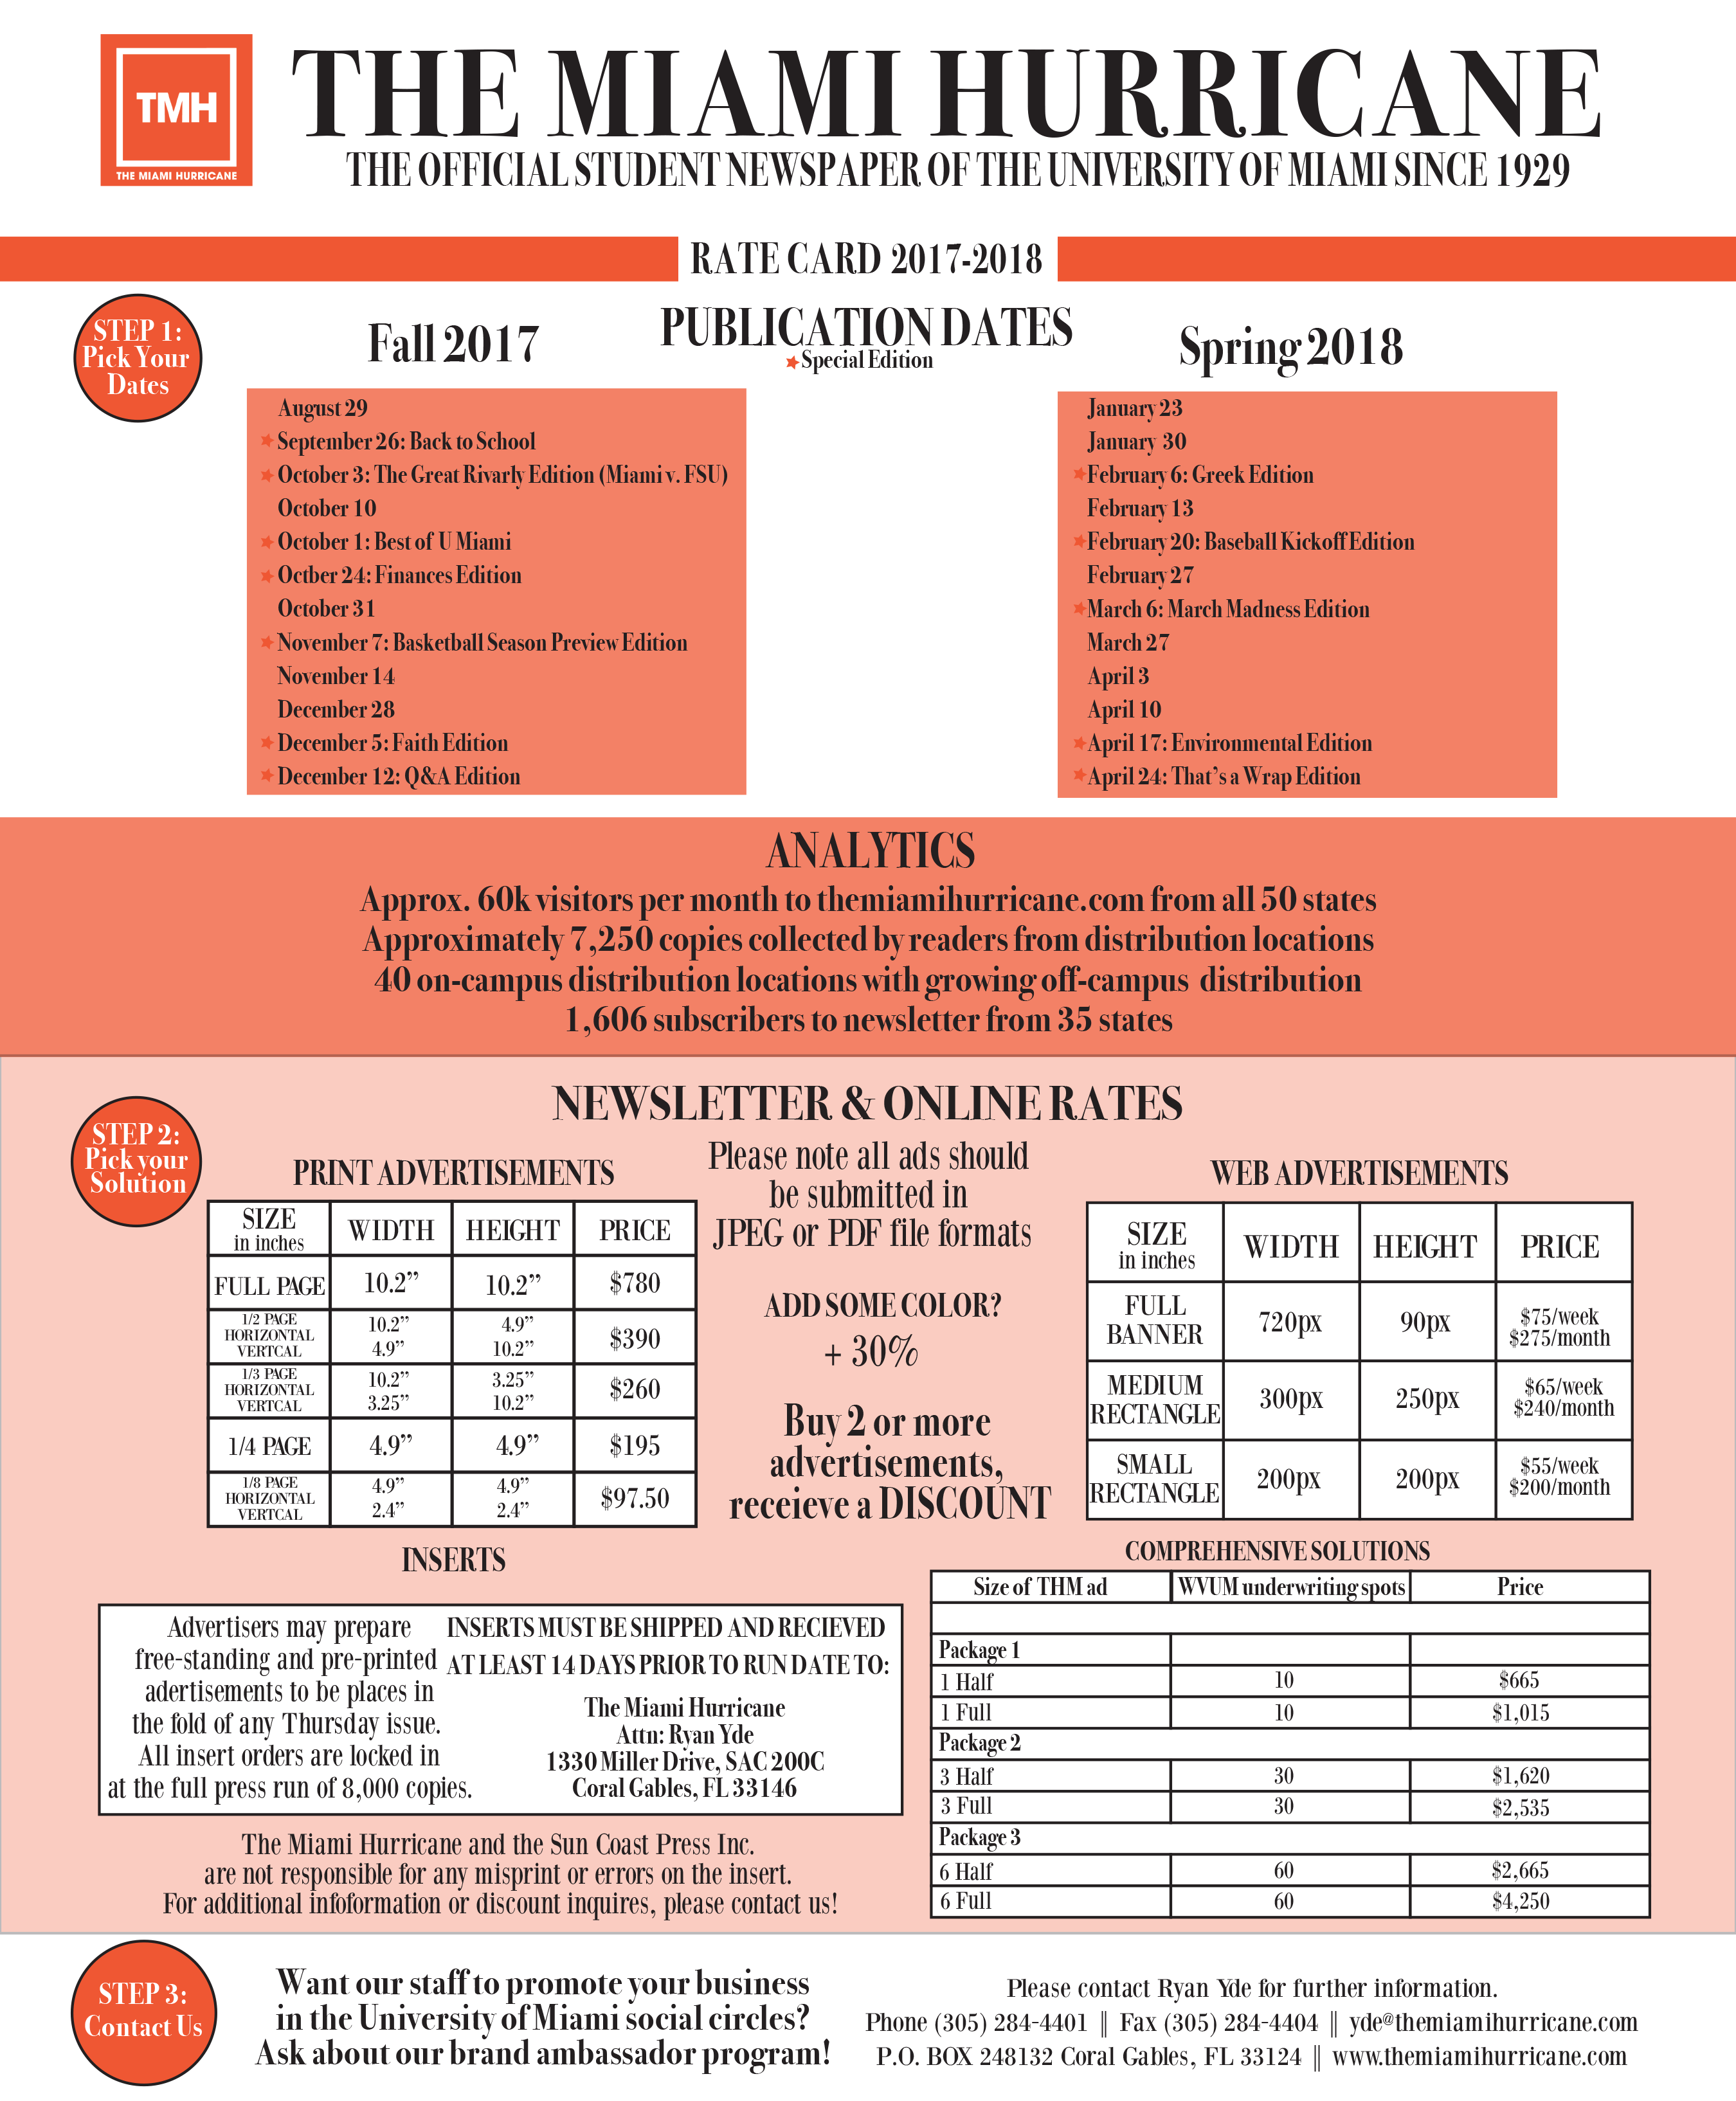 TMH
THE MIAMI HURRICANE
THE MIAMI HURRICANE
THE OFFICIAL STUDENT NEWSPAPER OF THE UNIVERSITY OF MIAMI SINCE 1929
RATE CARD 2017-2018
STEP 1:
Pick Your
Dates
PUBLICATION DATES
Special Edition
Fall 2017
August 29
September 26: Back to School
October 3: The Great Rivarly Edition (Miami v. FSU)
October 10
October 1: Best of U Miami
Octber 24: Finances Edition
October 31
November 7: Basketball Season Preview Edition
November 14
December 28
December 5: Faith Edition
December 12: Q&A Edition
Spring 2018
January 23
January 30
February 6: Greek Edition
February 13
February 20: Baseball Kickoff Edition
February 27
March 6: March Madness Edition
March 27
April 3
April 10
April 17: Environmental Edition
April 24: That's a Wrap Edition
ANALYTICS
Approx. 60k visitors per month to themiamihurricane.com from all 50 states
Approximately 7,250 copies collected by readers from distribution locations
40 on-campus distribution locations with growing off-campus distribution
1,606 subscribers to newsletter from 35 states
STEP 2:
Pick your
Solution
NEWSLETTER & ONLINE RATES
PRINT ADVERTISEMENTS
SIZE WIDTH HEIGHT PRICE
in inches
FULL PAGE 10.2” 10.2” $780
1/2 PAGE
HORIZONTAL 10.2” 4.9” $390
VERTCAL 4.9” 10.2”
1/3 PAGE
HORIZONTAL 10.2” 3.25” $260
VERTCAL 3.25” 10.2”
1/4 PAGE 4.9” 4.9” $195
1/8 PAGE
HORIZONTAL 4.9” 4.9” $97.50
VERTCAL 2.4” 2.4”
Please note all ads should
be submitted in
JPEG or PDF file formats
ADD SOME COLOR?
+ 30%
Buy 2 or more
advertisements,
receieve a DISCOUNT
WEB ADVERTISEMENTS
SIZE WIDTH HEIGHT PRICE
in inches
FULL 720px 90px $75/week
BANNER $275/month
MEDIUM 300px 250px $65/week
RECTANGLE $240/month
SMALL 200px 200px $55/week
RECTANGLE $200/month
INSERTS
Advertisers may prepare
free-standing and pre-printed
adertisements to be places in
the fold of any Thursday issue.
All insert orders are locked in
at the full press run of 8,000 copies.
INSERTS MUST BE SHIPPED AND RECIEVED
AT LEAST 14 DAYS PRIOR TO RUN DATE TO:
The Miami Hurricane
Attn: Ryan Yde
1330 Miller Drive, SAC 200C
Coral Gables, FL 33146
The Miami Hurricane and the Sun Coast Press Inc.
are not responsible for any misprint or errors on the insert.
For additional infoformation or discount inquires, please contact us!
COMPREHENSIVE SOLUTIONS
Size of THM ad WVUM underwriting spots Price
Package 1
1 Half 10 $665
1 Full 10 $1,015
Package 2
3 Half 30 $1,620
3 Full 30 $2,535
Package 3
6 Half 60 $2,665
6 Full 60 $4,250
STEP 3:
Contact Us
Want our staff to promote your business
in the University of Miami social circles?
Ask about our brand ambassador program!
Please contact Ryan Yde for further information.
Phone (305) 284-4401 || Fax (305) 284-4404 || yde@themiamihurricane.com
P.O. BOX 248132 Coral Gables, FL 33124 || www.themiamihurricane.com